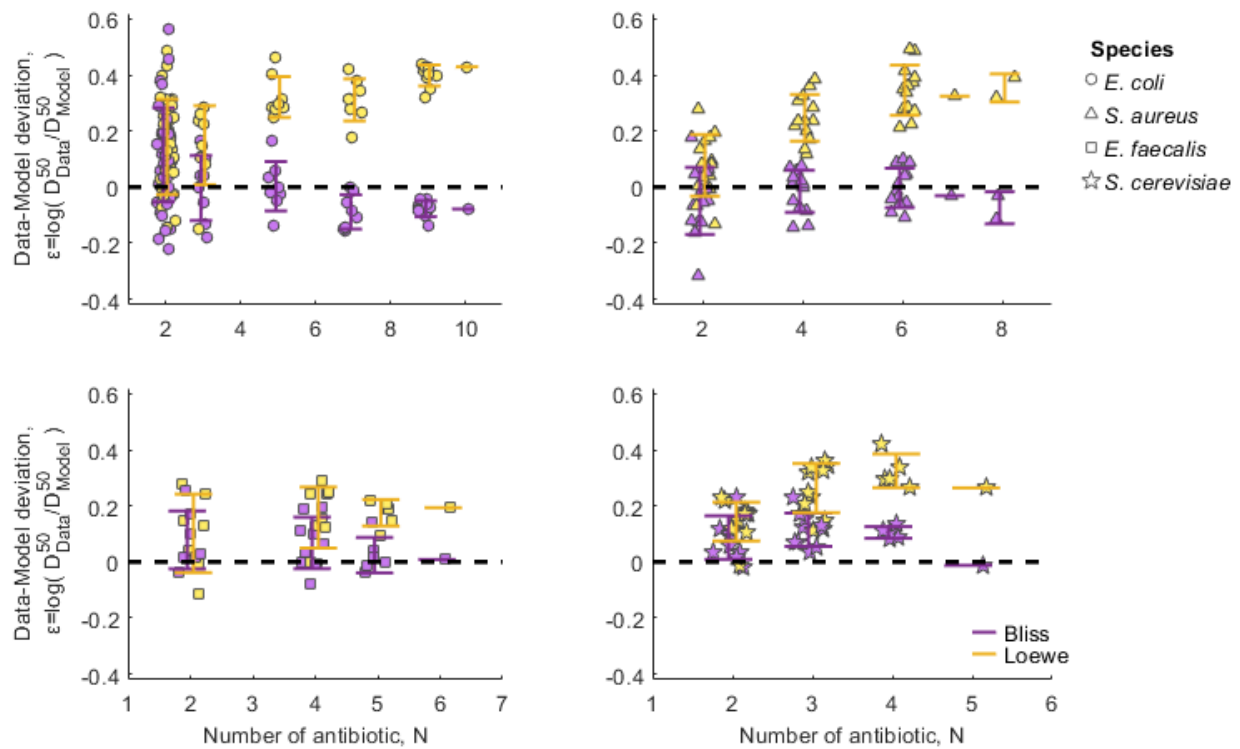 0.6
0.4
0.2
0
-0.2
-0.4
2 4 6 8 10
Data-Model deviation,
ε=log( D⁵⁰Data/D⁵⁰Model )
0.6
0.4
0.2
0
-0.2
-0.4
2 4 6 8
Species
E. coli
S. aureus
E. faecalis
S. cerevisiae
0.6
0.4
0.2
0
-0.2
-0.4
1 2 3 4 5 6 7
Data-Model deviation,
ε=log( D⁵⁰Data/D⁵⁰Model )
Number of antibiotic, N
0.6
0.4
0.2
0
-0.2
-0.4
1 2 3 4 5 6
Bliss
Loewe
Number of antibiotic, N